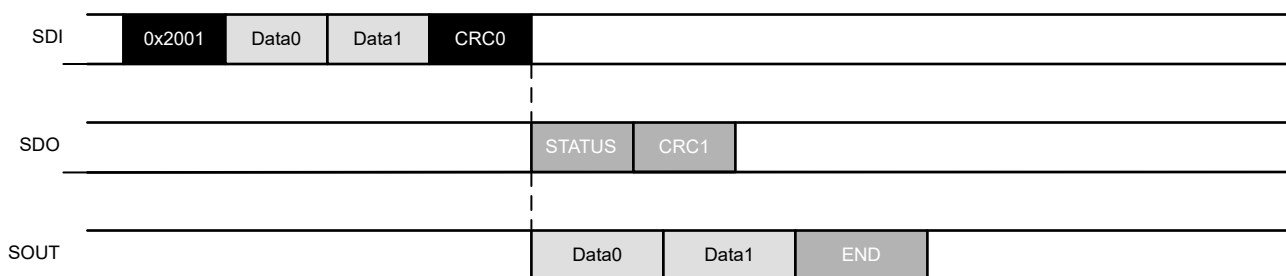 SDI 0x2001 Data0 Data1 CRC0
SDO STATUS CRC1
SOUT Data0 Data1 END